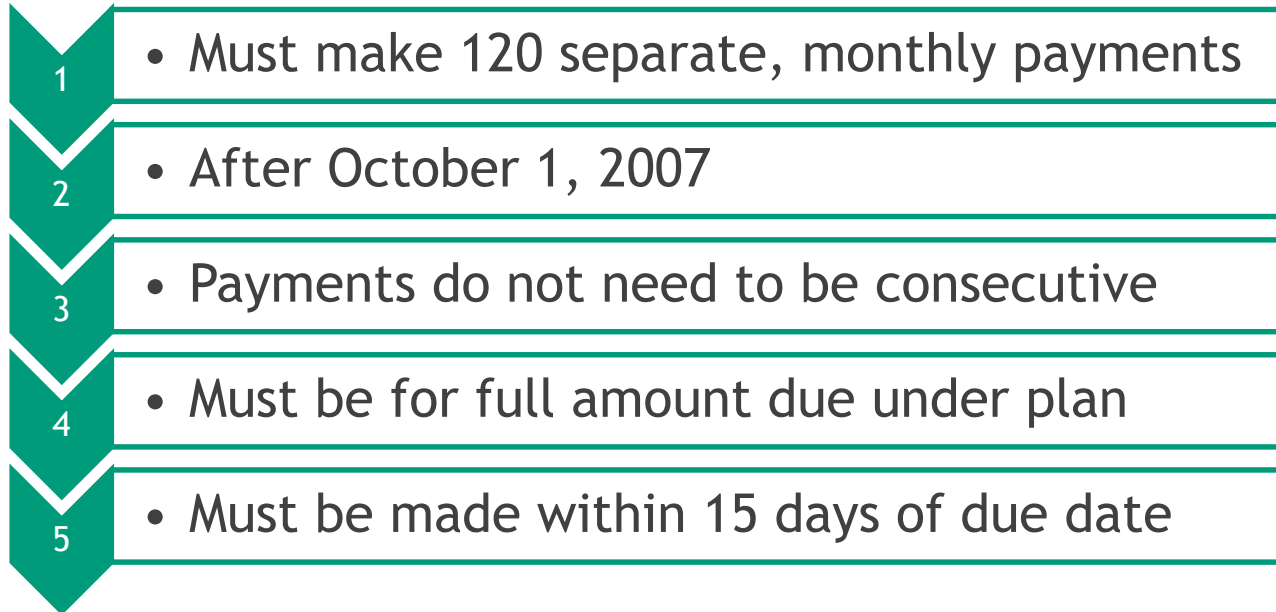 1
• Must make 120 separate, monthly payments
2
• After October 1, 2007
3
• Payments do not need to be consecutive
4
• Must be for full amount due under plan
5
• Must be made within 15 days of due date